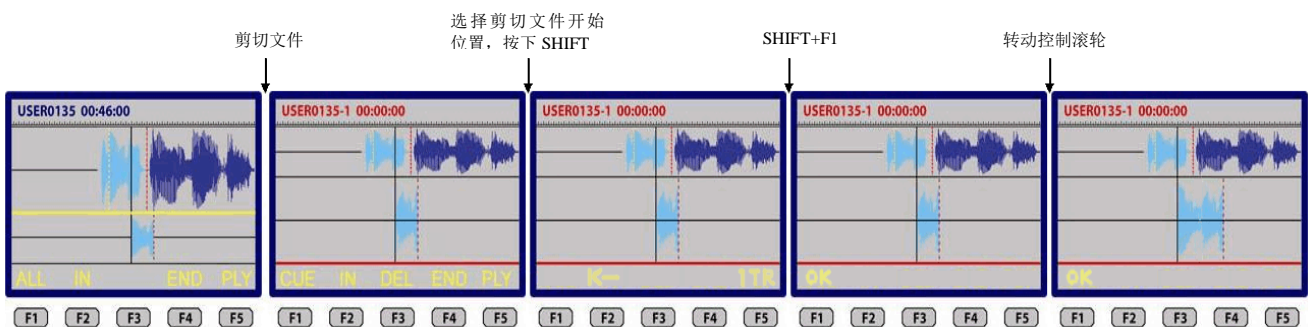 剪切文件
选择剪切文件开始
位置，按下 SHIFT
SHIFT+F1
转动控制滚轮
USER0135 00:46:00
USER0135-1 00:00:00
USER0135-1 00:00:00
USER0135-1 00:00:00
USER0135-1 00:00:00
ALL IN END PLY
CUE IN DEL END PLY
K— 1TR
OK
OK
F1 F2 F3 F4 F5
F1 F2 F3 F4 F5
F1 F2 F3 F4 F5
F1 F2 F3 F4 F5
F1 F2 F3 F4 F5